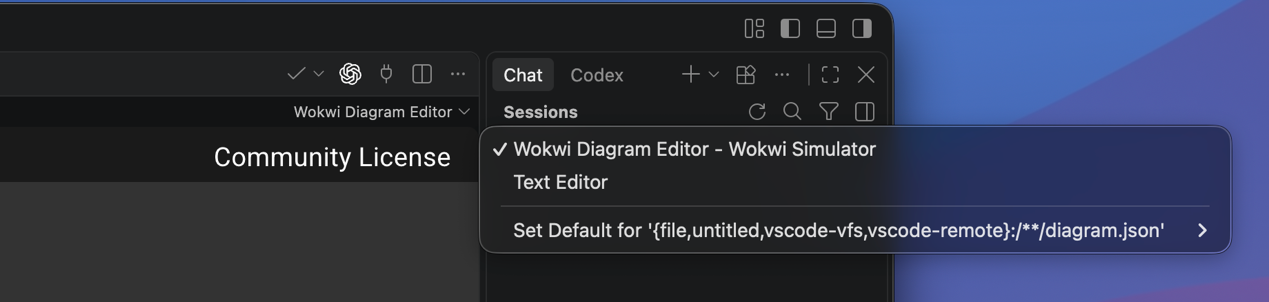 Chat
Codex
Wokwi Diagram Editor
Sessions
Community License
Wokwi Diagram Editor - Wokwi Simulator
Text Editor
Set Default for '{file,untitled,vscode-vfs,vscode-remote}:/**/diagram.json'